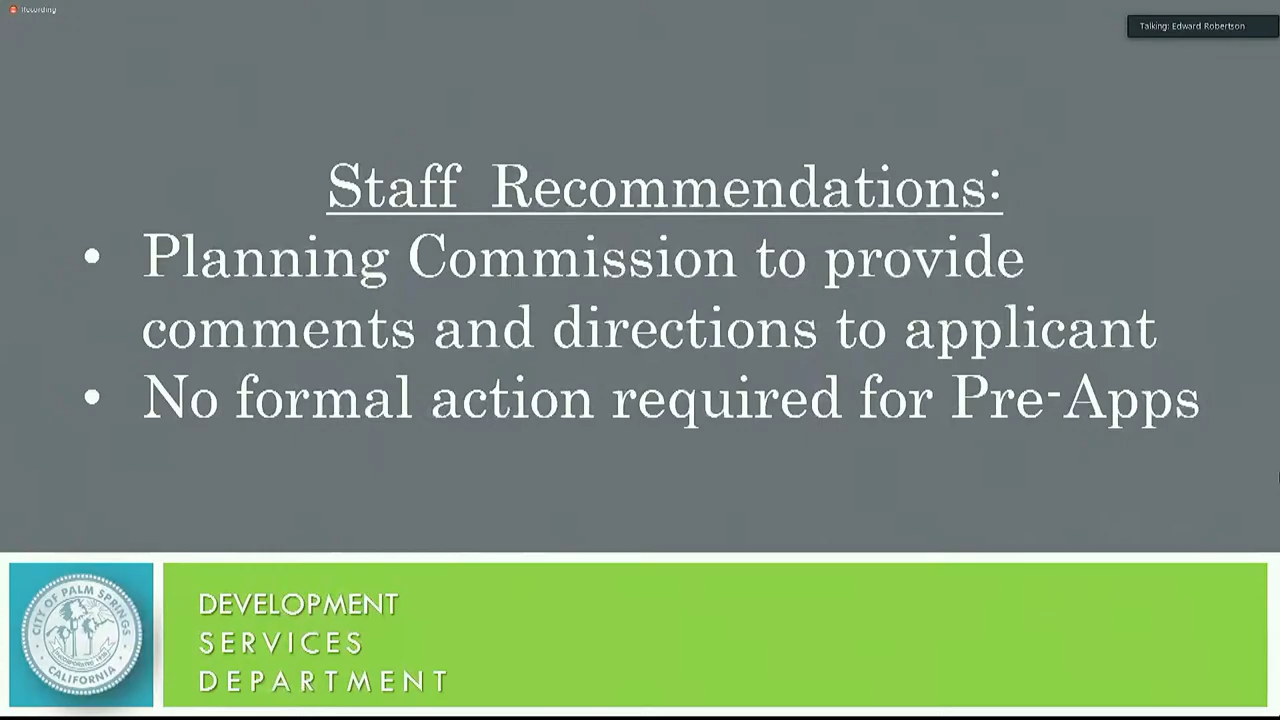 Recording
Talking: Edward Robertson
Staff Recommendations:
• Planning Commission to provide
comments and directions to applicant
• No formal action required for Pre-Apps
CITY OF PALM SPRINGS
CALIFORNIA
DEVELOPMENT
SERVICES
DEPARTMENT